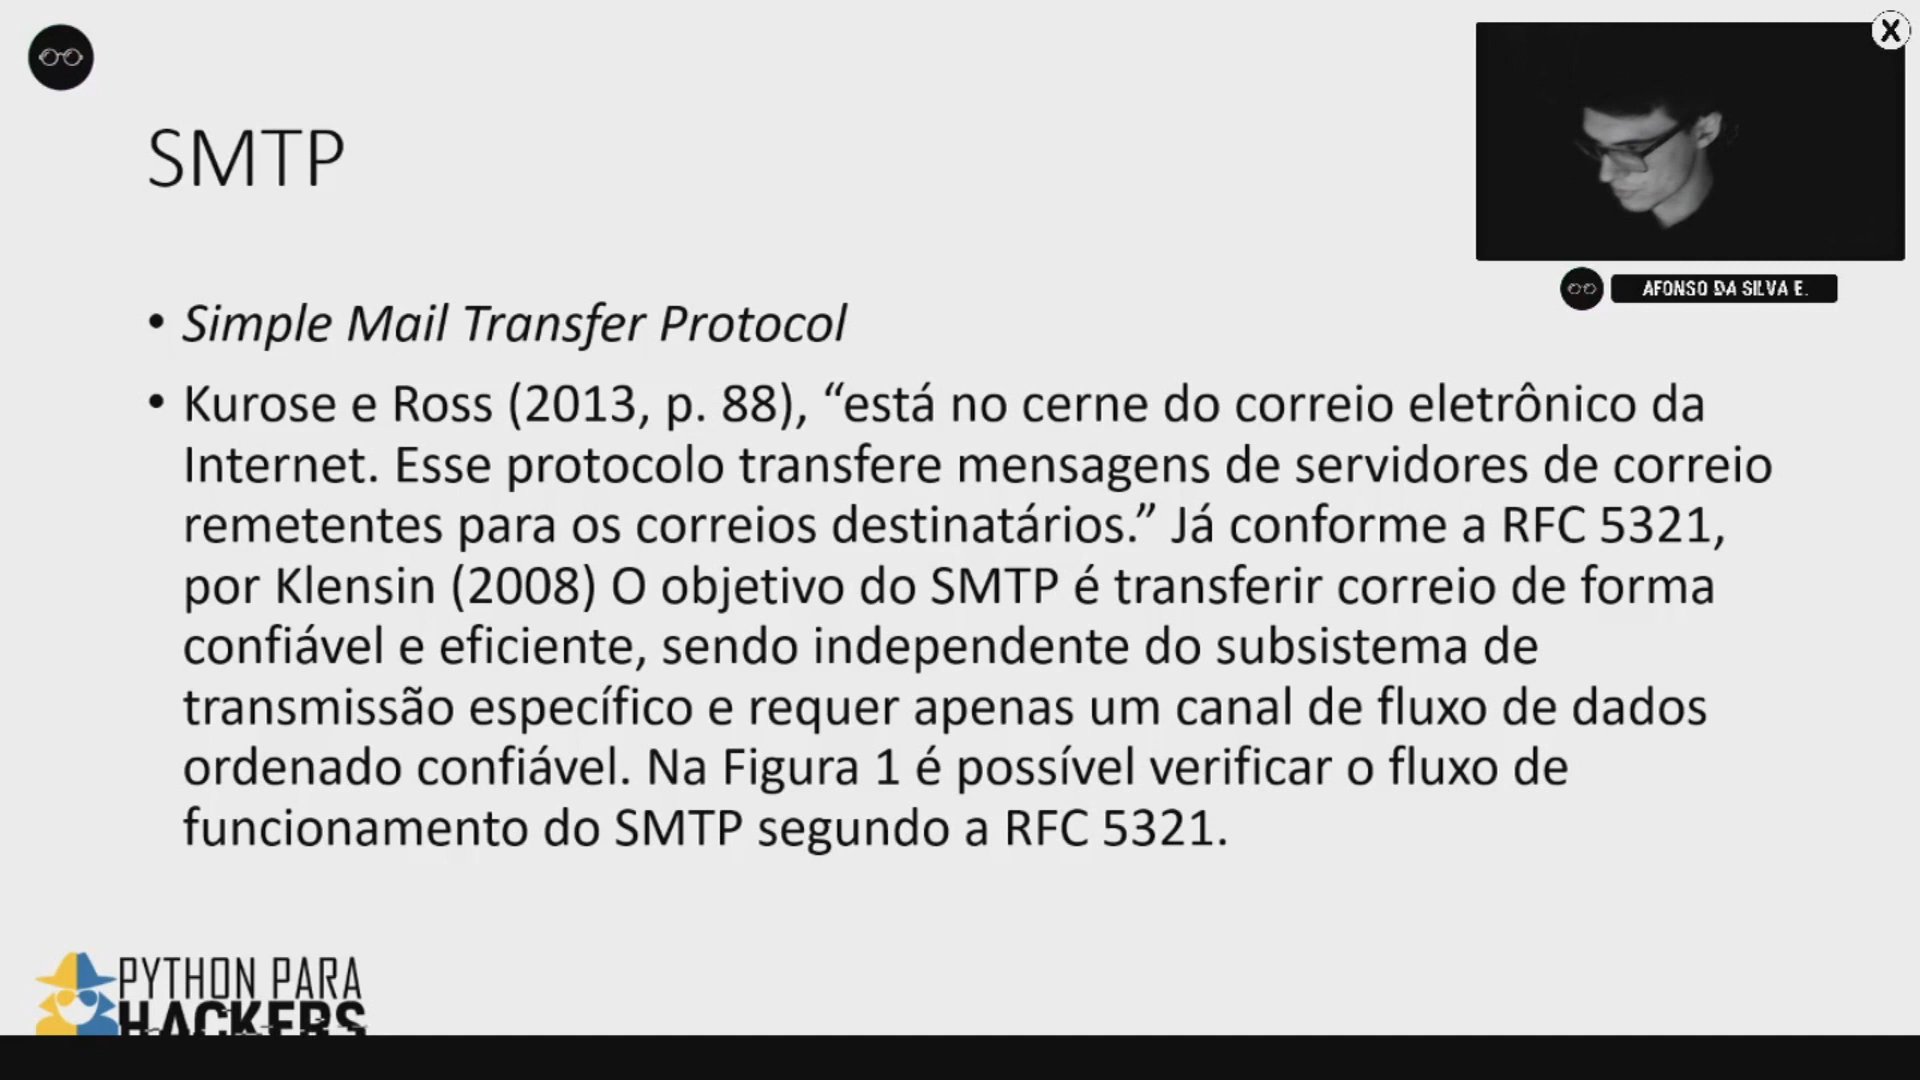 SMTP
X
AFONSO DA SILVA E.
• Simple Mail Transfer Protocol
• Kurose e Ross (2013, p. 88), “está no cerne do correio eletrônico da
Internet. Esse protocolo transfere mensagens de servidores de correio
remetentes para os correios destinatários.” Já conforme a RFC 5321,
por Klensin (2008) O objetivo do SMTP é transferir correio de forma
confiável e eficiente, sendo independente do subsistema de
transmissão específico e requer apenas um canal de fluxo de dados
ordenado confiável. Na Figura 1 é possível verificar o fluxo de
funcionamento do SMTP segundo a RFC 5321.
PYTHON PARA
HACKERS